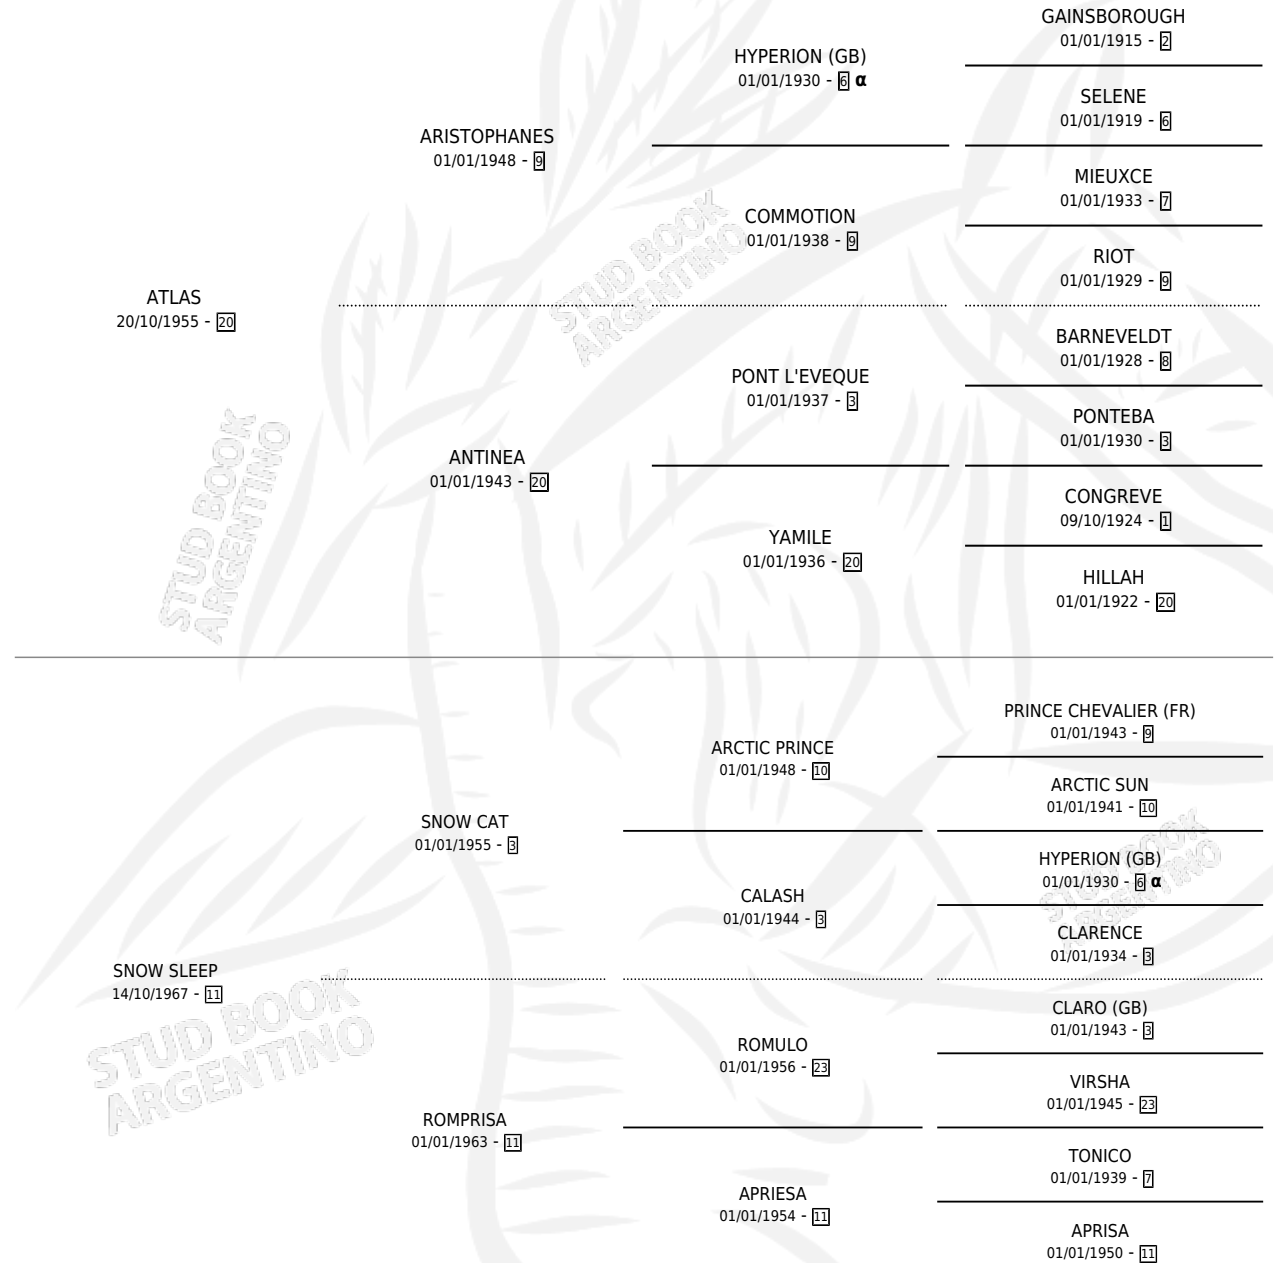 GAINSBOROUGH
01/01/1915 - 2
HYPERION (GB)
01/01/1930 - 6 α
SELENE
01/01/1919 - 6
ARISTOPHANES
01/01/1948 - 9
MIEUXCE
01/01/1933 - 7
COMMOTION
01/01/1938 - 9
RIOT
01/01/1929 - 9
ATLAS
20/10/1955 - 20
BARNEVELDT
01/01/1928 - 8
PONT L'EVEQUE
01/01/1937 - 3
PONTEBA
01/01/1930 - 3
ANTINEA
01/01/1943 - 20
CONGREVE
09/10/1924 - 1
YAMILE
01/01/1936 - 20
HILLAH
01/01/1922 - 20
PRINCE CHEVALIER (FR)
01/01/1943 - 9
ARCTIC PRINCE
01/01/1948 - 10
ARCTIC SUN
01/01/1941 - 10
SNOW CAT
01/01/1955 - 3
HYPERION (GB)
01/01/1930 - 6 α
CALASH
01/01/1944 - 3
CLARENCE
01/01/1934 - 3
SNOW SLEEP
14/10/1967 - 11
CLARO (GB)
01/01/1943 - 3
ROMULO
01/01/1956 - 23
VIRSHA
01/01/1945 - 23
ROMPRISA
01/01/1963 - 11
TONICO
01/01/1939 - 7
APRIESA
01/01/1954 - 11
APRISA
01/01/1950 - 11
STUD BOOK
ARGENTINO
STUD BOOK
ARGENTINO
STUD BOOK
ARGENTINO
STUD BOOK
ARGENTINO